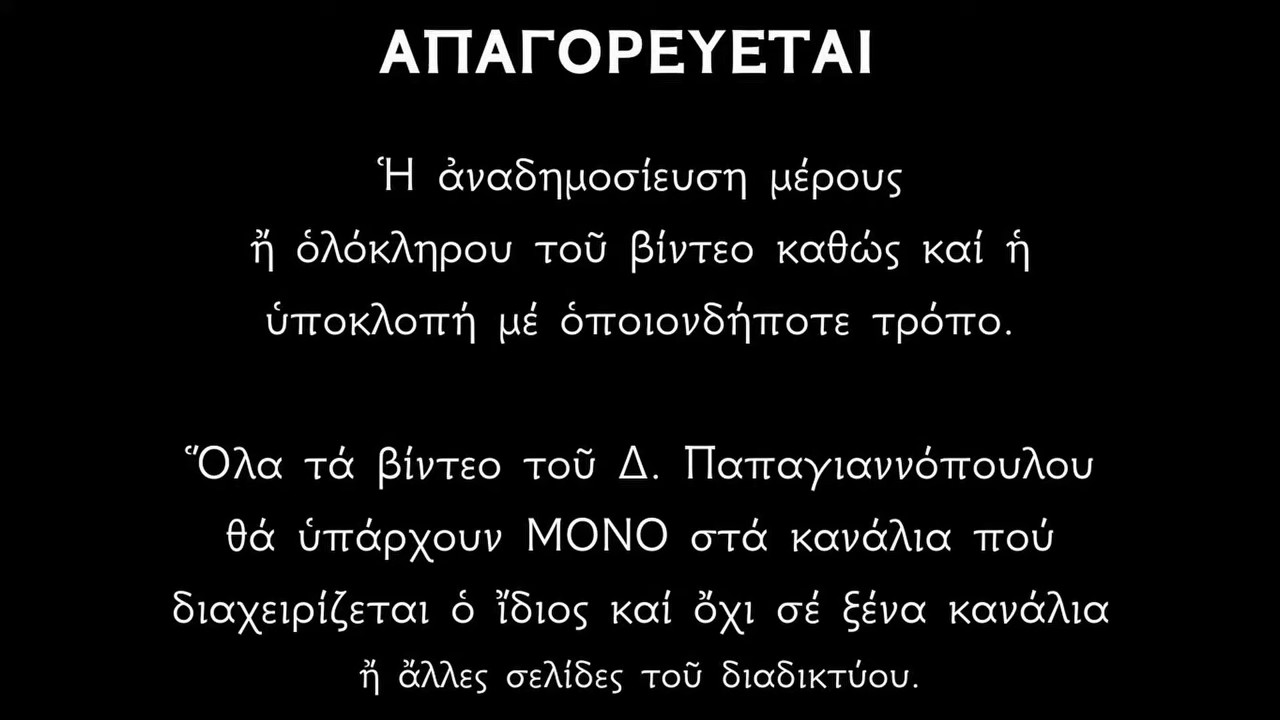 ΑΠΑΓΟΡΕΥΕΤΑΙ
Ἡ ἀναδημοσίευση μέρους
ἤ ὁλόκληρου τοῦ βίντεο καθώς καί ἡ
ὑποκλοπή μέ ὁποιονδήποτε τρόπο.
Ὅλα τά βίντεο τοῦ Δ. Παπαγιαννόπουλου
θά ὑπάρχουν ΜΟΝΟ στά κανάλια πού
διαχειρίζεται ὁ ἴδιος καί ὄχι σέ ξένα κανάλια
ἤ ἄλλες σελίδες τοῦ διαδικτύου.